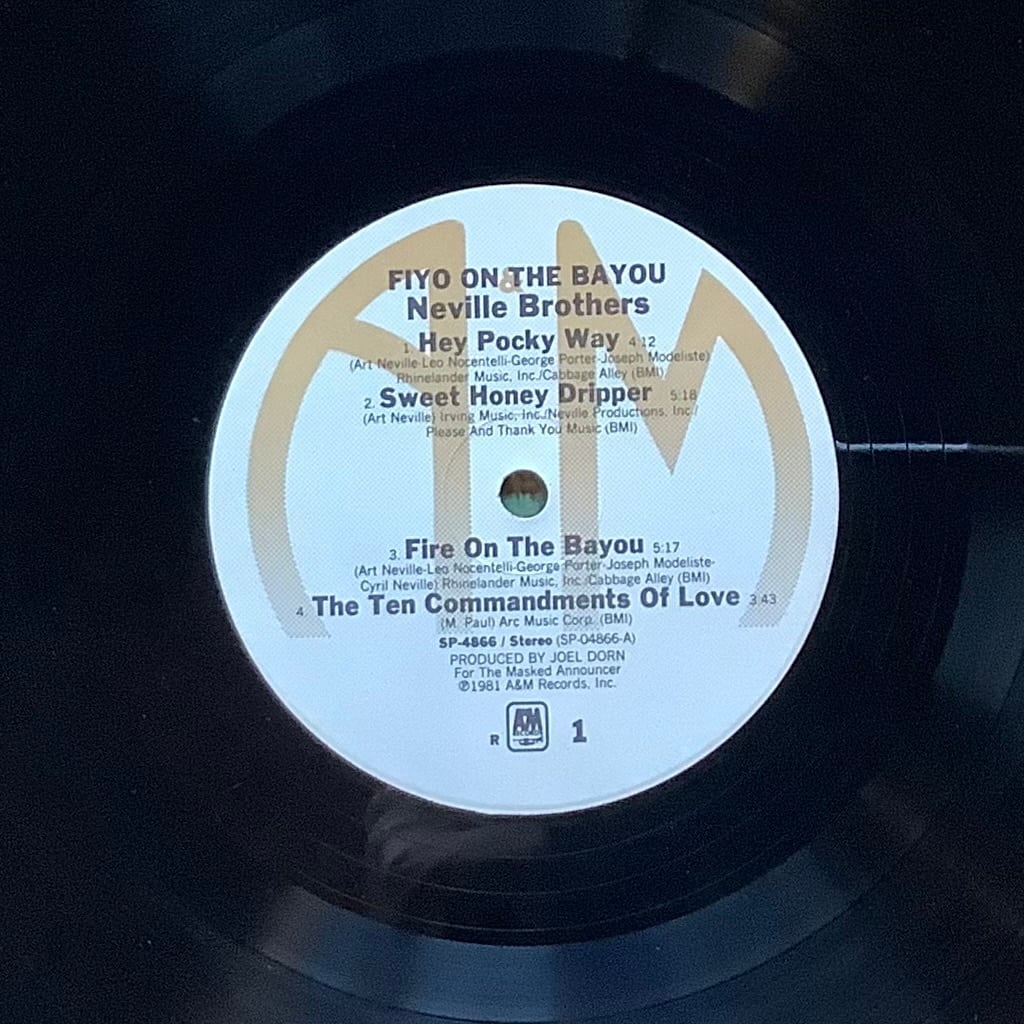 FIYO ON THE BAYOU
Neville Brothers
1. Hey Pocky Way 4:12
(Art Neville-Leo Nocentelli-George Porter-Joseph Modeliste)
Rhinelander Music, Inc./Cabbage Alley (BMI)
2. Sweet Honey Dripper 5:18
(Art Neville) Irving Music, Inc./Neville Productions, Inc./
Please And Thank You Music (BMI)
3. Fire On The Bayou 5:17
(Art Neville-Leo Nocentelli-George Porter-Joseph Modeliste-
Cyril Neville) Rhinelander Music, Inc./Cabbage Alley (BMI)
4. The Ten Commandments Of Love 3:43
(M. Paul) Arc Music Corp. (BMI)
SP-4866 / Stereo (SP-04866-A)
PRODUCED BY JOEL DORN
For The Masked Announcer
℗1981 A&M Records, Inc.
R A&M 1